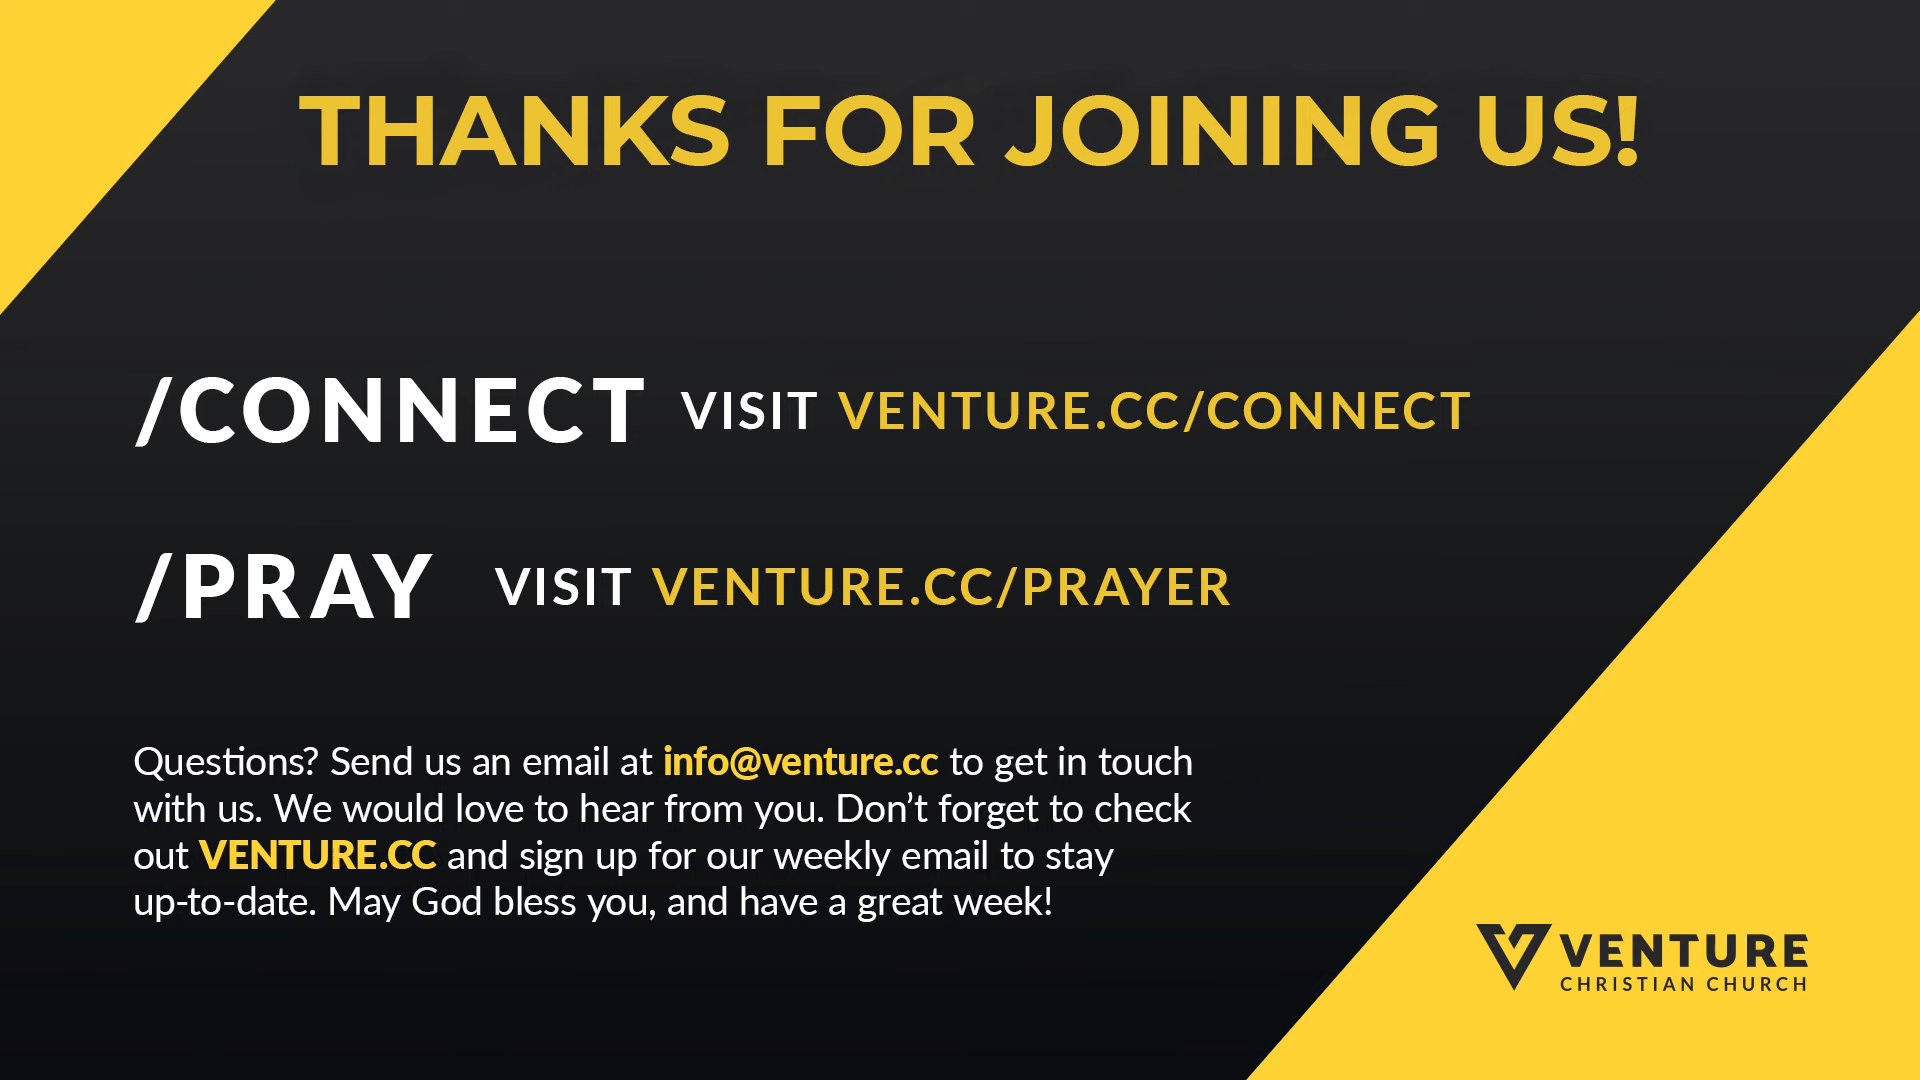 THANKS FOR JOINING US!
/CONNECT VISIT VENTURE.CC/CONNECT
/PRAY VISIT VENTURE.CC/PRAYER
Questions? Send us an email at info@venture.cc to get in touch
with us. We would love to hear from you. Don’t forget to check
out VENTURE.CC and sign up for our weekly email to stay
up-to-date. May God bless you, and have a great week!
VENTURE
CHRISTIAN CHURCH